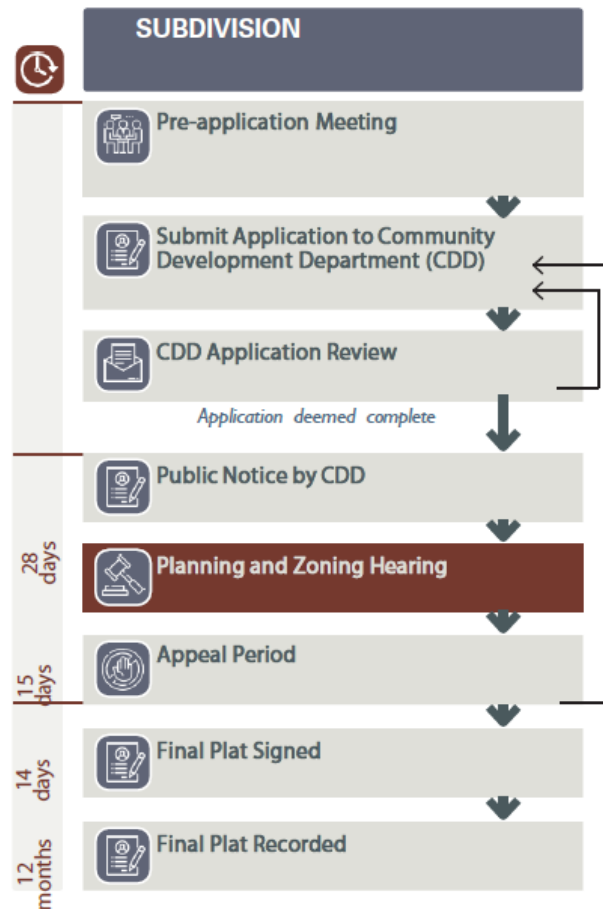 SUBDIVISION
Pre-application Meeting
Submit Application to Community
Development Department (CDD)
CDD Application Review
Application deemed complete
Public Notice by CDD
28
days
Planning and Zoning Hearing
Appeal Period
15
days
Final Plat Signed
14
days
Final Plat Recorded
12
months